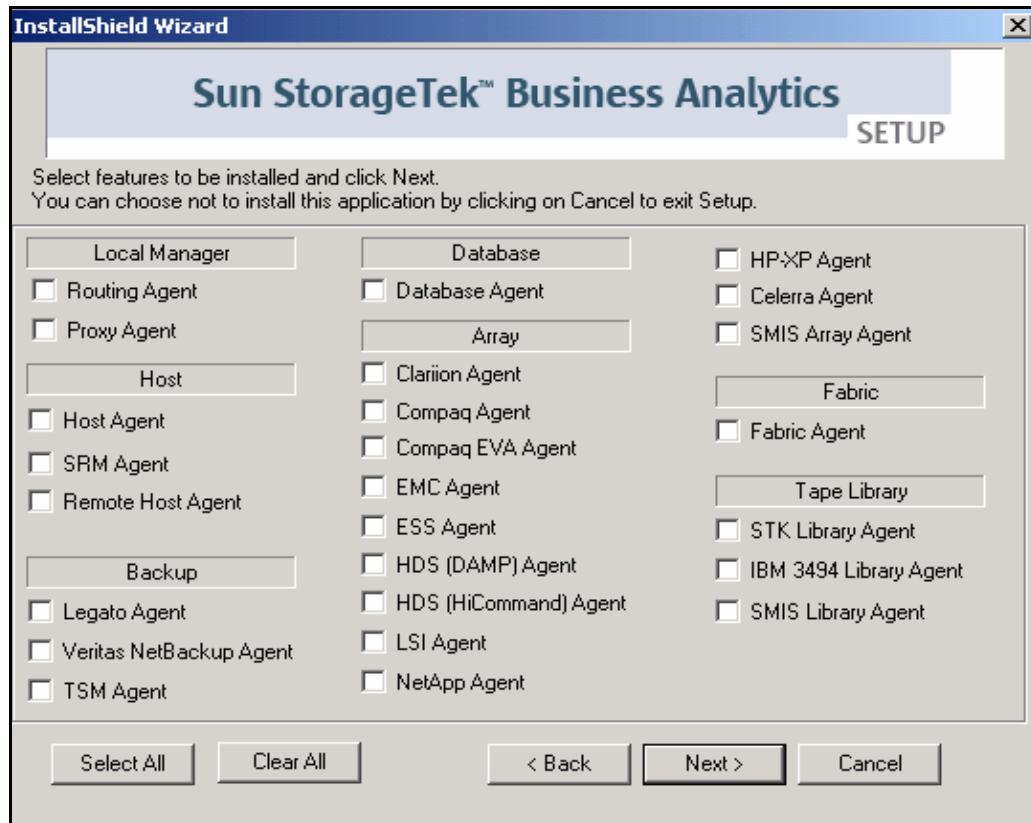 InstallShield Wizard
Sun StorageTek™ Business Analytics
SETUP
Select features to be installed and click Next.
You can choose not to install this application by clicking on Cancel to exit Setup.
Local Manager
Routing Agent
Proxy Agent
Host
Host Agent
SRM Agent
Remote Host Agent
Backup
Legato Agent
Veritas NetBackup Agent
TSM Agent
Database
Database Agent
Array
Clariion Agent
Compaq Agent
Compaq EVA Agent
EMC Agent
ESS Agent
HDS (DAMP) Agent
HDS (HiCommand) Agent
LSI Agent
NetApp Agent
HP-XP Agent
Celerra Agent
SMIS Array Agent
Fabric
Fabric Agent
Tape Library
STK Library Agent
IBM 3494 Library Agent
SMIS Library Agent
Select All
Clear All
< Back
Next >
Cancel